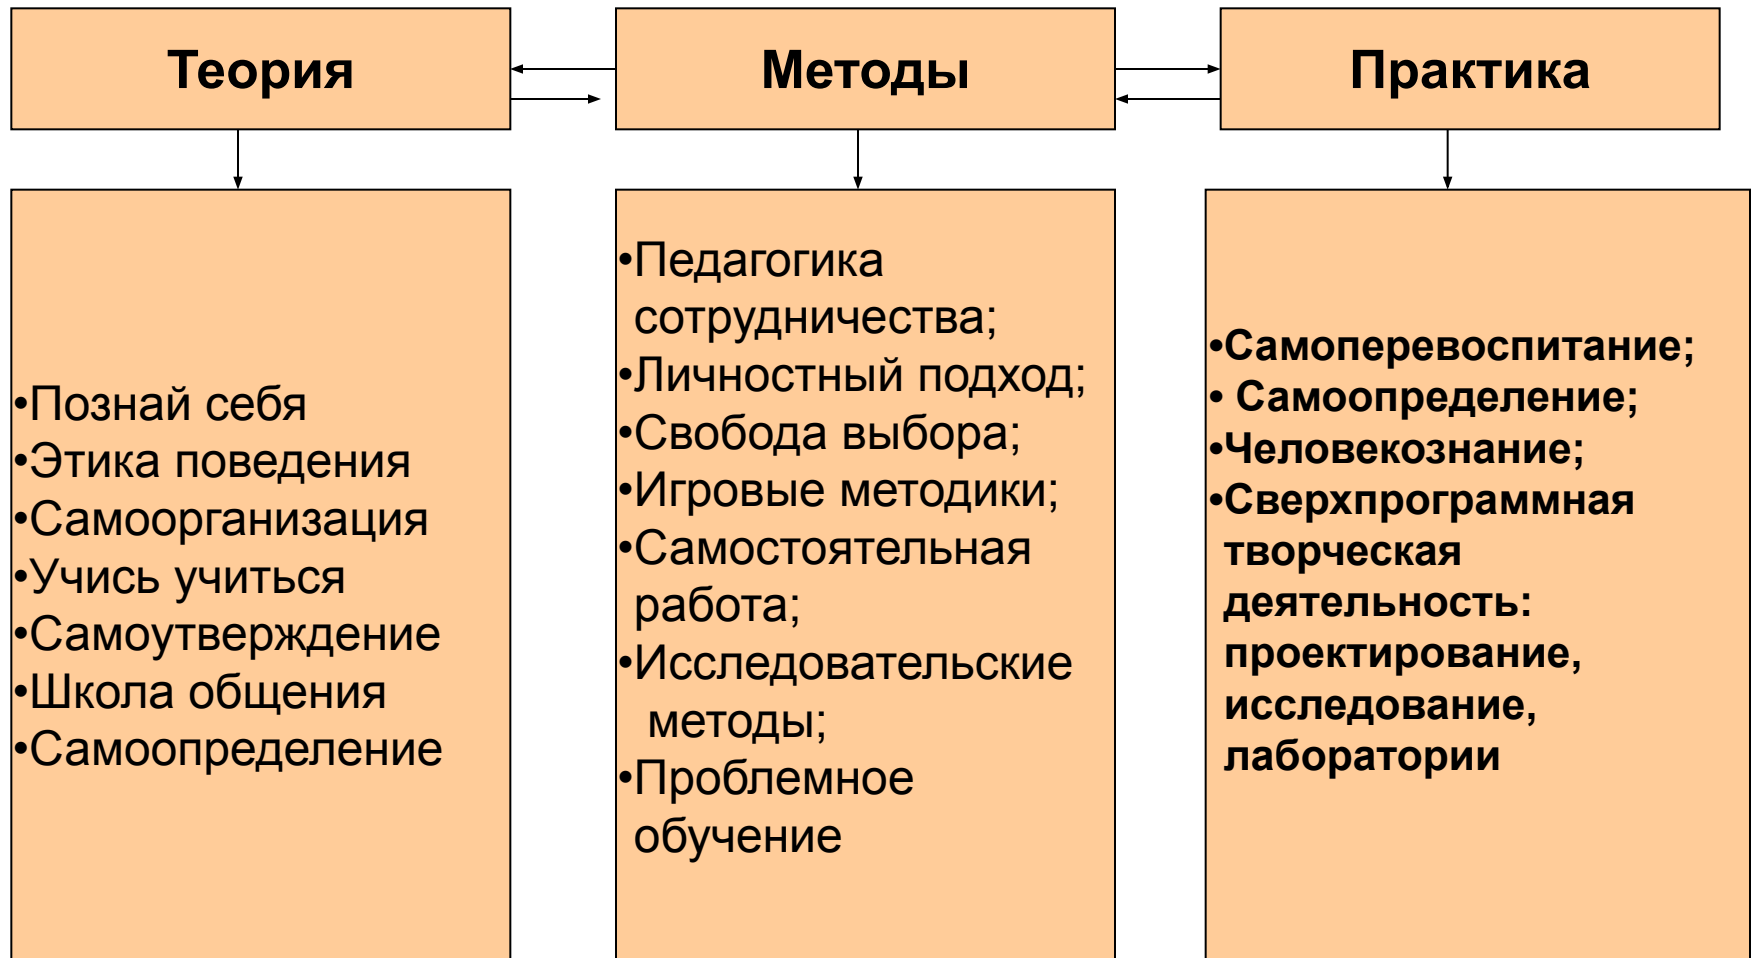 Теория
Методы
Практика
•Познай себя
•Этика поведения
•Самоорганизация
•Учись учиться
•Самоутверждение
•Школа общения
•Самоопределение
•Педагогика
сотрудничества;
•Личностный подход;
•Свобода выбора;
•Игровые методики;
•Самостоятельная
работа;
•Исследовательские
методы;
•Проблемное
обучение
•Самоперевоспитание;
• Самоопределение;
•Человекознание;
•Сверхпрограммная
творческая
деятельность:
проектирование,
исследование,
лаборатории